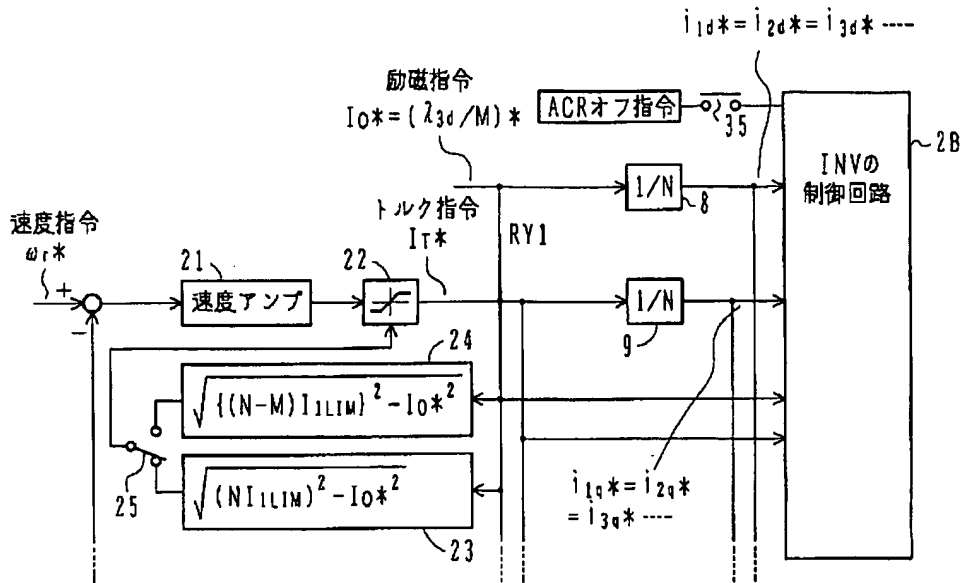 i1d*=i2d*=i3d* ----
励磁指令
I0*=(λ3d/M)*
ACRオフ指令
35
2B
INVの
制御回路
1/N
8
トルク指令
IT*
RY1
速度指令
ωr*
+
−
21
速度アンプ
22
1/N
9
24
√{(N-M)I1LIM}²-I0*²
25
√(NI1LIM)²-I0*²
23
i1q*=i2q*
=i3q* ----